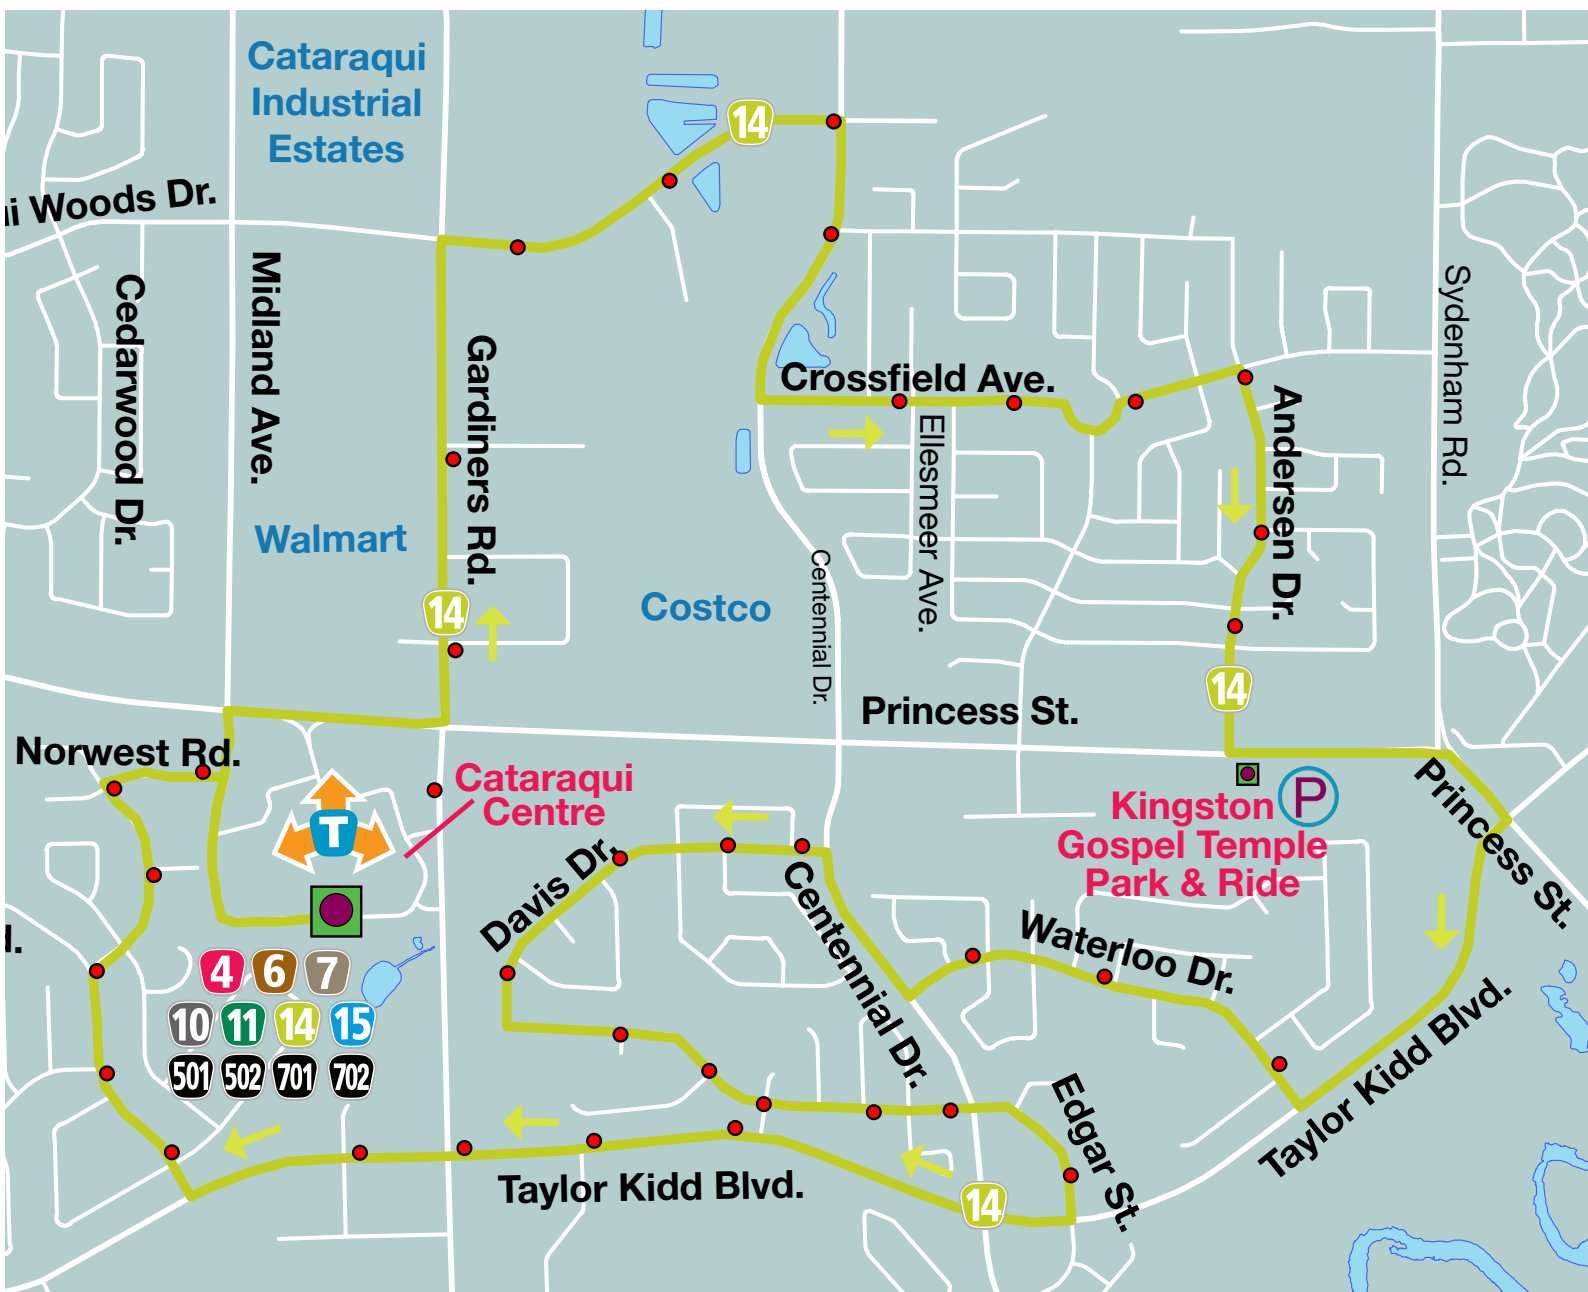 Cataraqui
Industrial
Estates
14
i Woods Dr.
Cedarwood Dr.
Midland Ave.
Gardiners Rd.
Walmart
14
Costco
Crossfield Ave.
Ellesmeer Ave.
Centennial Dr.
Andersen Dr.
Sydenham Rd.
14
Princess St.
Norwest Rd.
Cataraqui
Centre
T
Kingston P
Gospel Temple
Park & Ride
Princess St.
Davis Dr.
Centennial Dr.
Waterloo Dr.
Taylor Kidd Blvd.
d.
4 6 7
10 11 14 15
501 502 701 702
Edgar St.
Taylor Kidd Blvd.
14